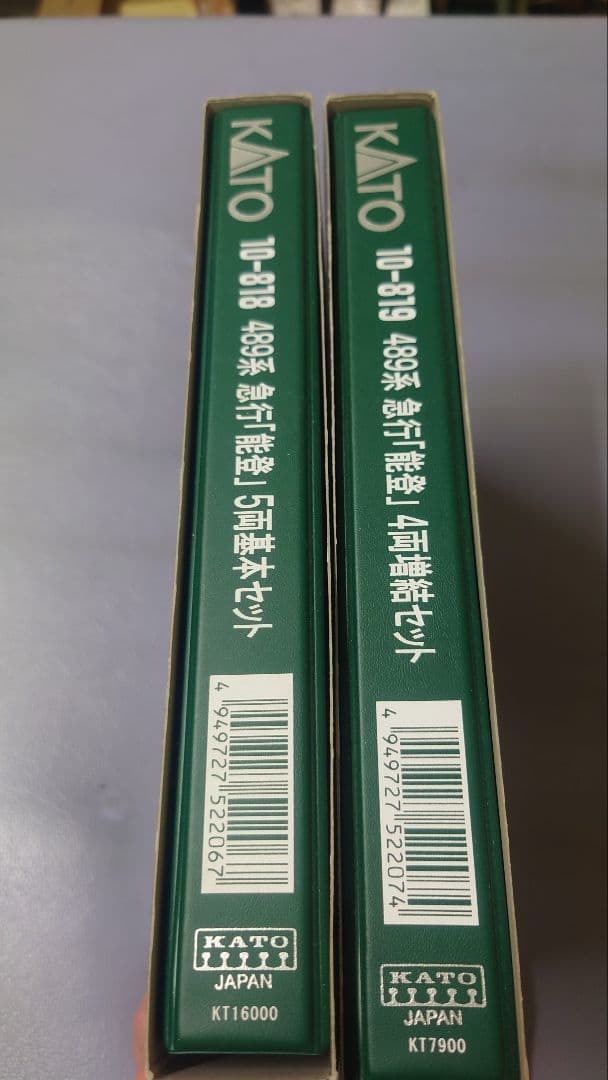 KATO 10-818 489系 急行「能登」5両基本セット
4 949727 522067
KATO
JAPAN
KT16000
KATO 10-819 489系 急行「能登」4両増結セット
4 949727 522074
KATO
JAPAN
KT7900